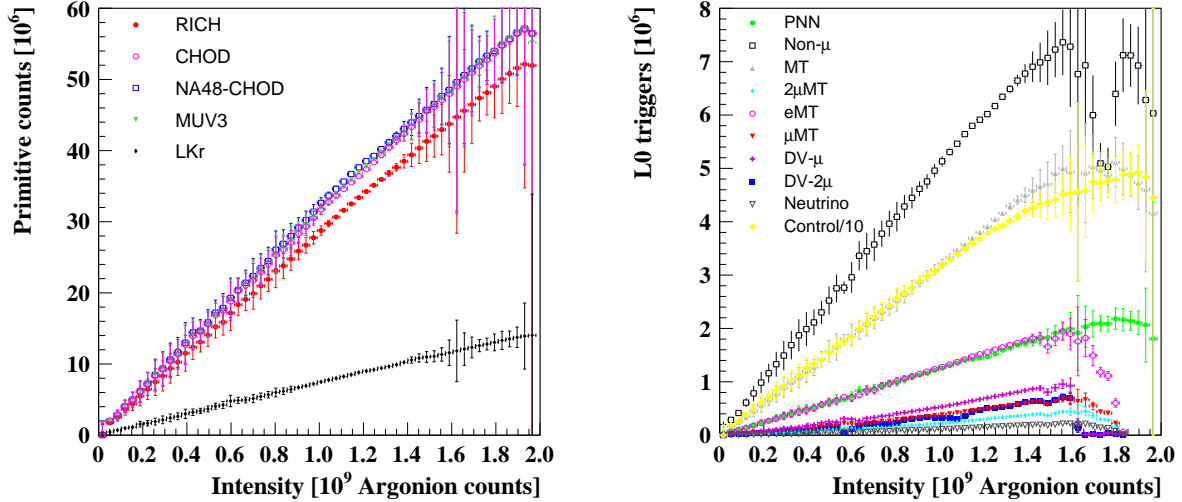 Primitive counts [10⁶]
60
50
40
30
20
10
0
RICH
CHOD
NA48-CHOD
MUV3
LKr
0 0.2 0.4 0.6 0.8 1.0 1.2 1.4 1.6 1.8 2.0
Intensity [10⁹ Argonion counts]
L0 triggers [10⁶]
8
7
6
5
4
3
2
1
0
PNN
Non-μ
MT
2μMT
eMT
μMT
DV-μ
DV-2μ
Neutrino
Control/10
0 0.2 0.4 0.6 0.8 1.0 1.2 1.4 1.6 1.8 2.0
Intensity [10⁹ Argonion counts]